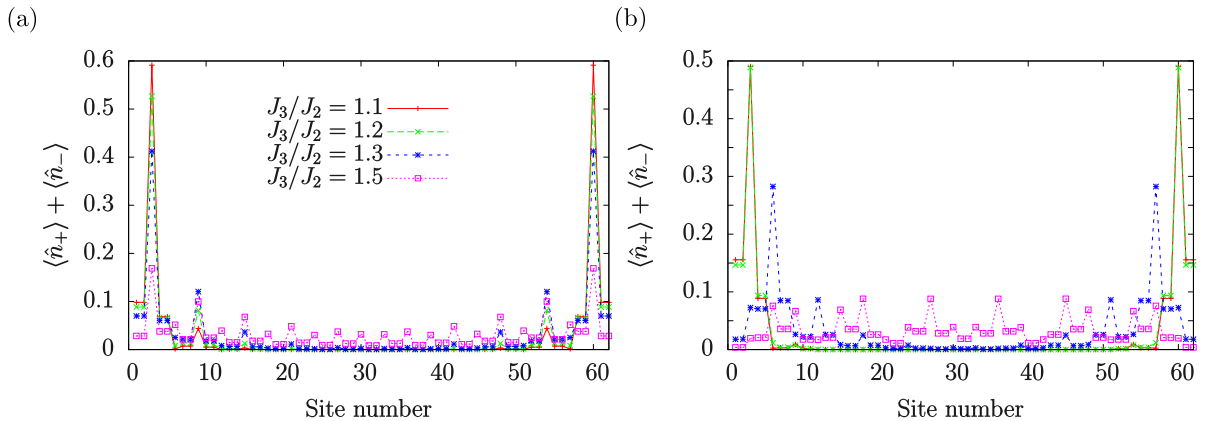 (a)
(b)
⟨n̂₊⟩ + ⟨n̂₋⟩
0.6
0.5
0.4
0.3
0.2
0.1
0
J₃/J₂ = 1.1
J₃/J₂ = 1.2
J₃/J₂ = 1.3
J₃/J₂ = 1.5
0 10 20 30 40 50 60
Site number
⟨n̂₊⟩ + ⟨n̂₋⟩
0.5
0.4
0.3
0.2
0.1
0
0 10 20 30 40 50 60
Site number